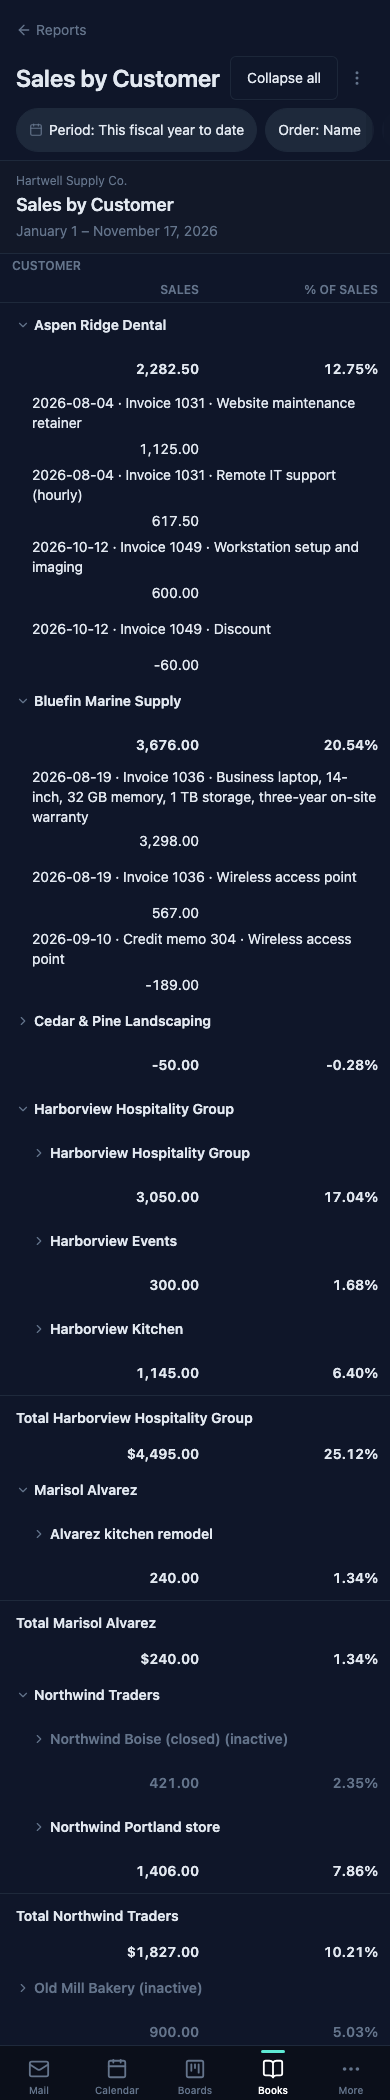 Reports
Sales by Customer
Collapse all
Period: This fiscal year to date
Order: Name
Hartwell Supply Co.
Sales by Customer
January 1 – November 17, 2026
CUSTOMER
SALES % OF SALES
Aspen Ridge Dental
2,282.50 12.75%
2026-08-04 · Invoice 1031 · Website maintenance
retainer
1,125.00
2026-08-04 · Invoice 1031 · Remote IT support
(hourly)
617.50
2026-10-12 · Invoice 1049 · Workstation setup and
imaging
600.00
2026-10-12 · Invoice 1049 · Discount
-60.00
Bluefin Marine Supply
3,676.00 20.54%
2026-08-19 · Invoice 1036 · Business laptop, 14-
inch, 32 GB memory, 1 TB storage, three-year on-site
warranty
3,298.00
2026-08-19 · Invoice 1036 · Wireless access point
567.00
2026-09-10 · Credit memo 304 · Wireless access
point
-189.00
Cedar & Pine Landscaping
-50.00 -0.28%
Harborview Hospitality Group
Harborview Hospitality Group
3,050.00 17.04%
Harborview Events
300.00 1.68%
Harborview Kitchen
1,145.00 6.40%
Total Harborview Hospitality Group
$4,495.00 25.12%
Marisol Alvarez
Alvarez kitchen remodel
240.00 1.34%
Total Marisol Alvarez
$240.00 1.34%
Northwind Traders
Northwind Boise (closed) (inactive)
421.00 2.35%
Northwind Portland store
1,406.00 7.86%
Total Northwind Traders
$1,827.00 10.21%
Old Mill Bakery (inactive)
900.00 5.03%
Mail Calendar Boards Books More